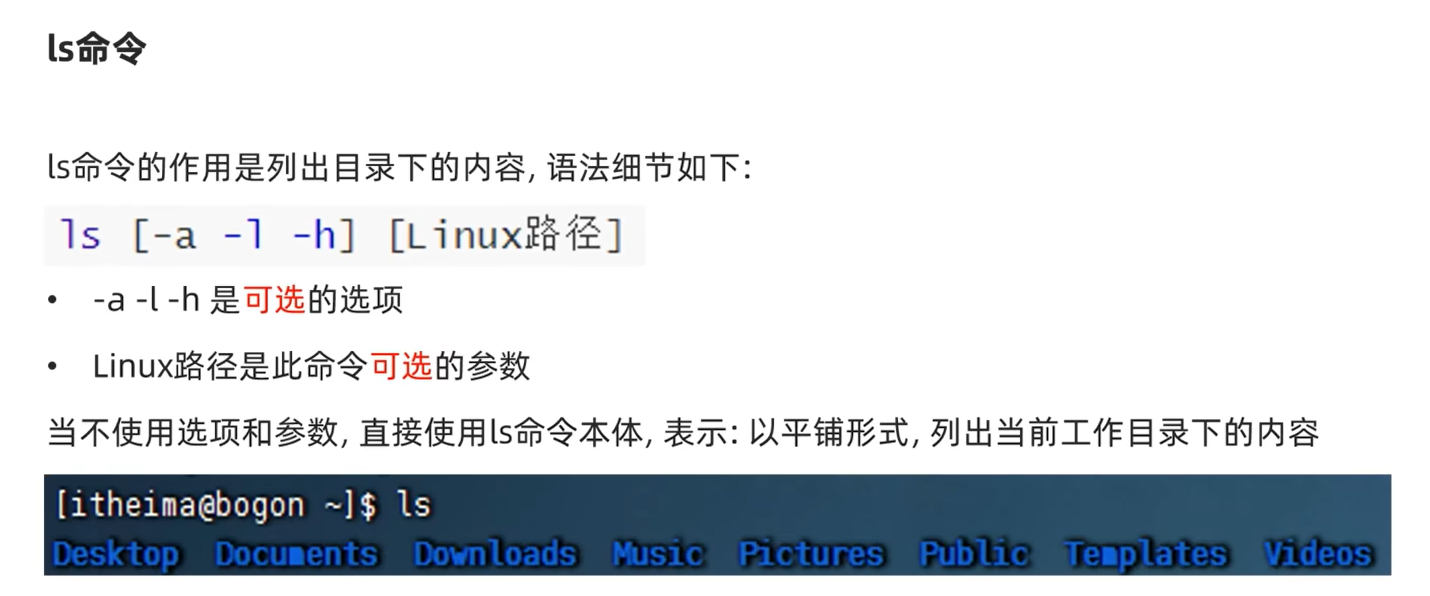 ls命令
ls命令的作用是列出目录下的内容, 语法细节如下:
ls [-a -l -h] [Linux路径]
• -a -l -h 是可选的选项
• Linux路径是此命令可选的参数
当不使用选项和参数, 直接使用ls命令本体, 表示: 以平铺形式, 列出当前工作目录下的内容
[itheima@bogon ~]$ ls
Desktop Documents Downloads Music Pictures Public Templates Videos